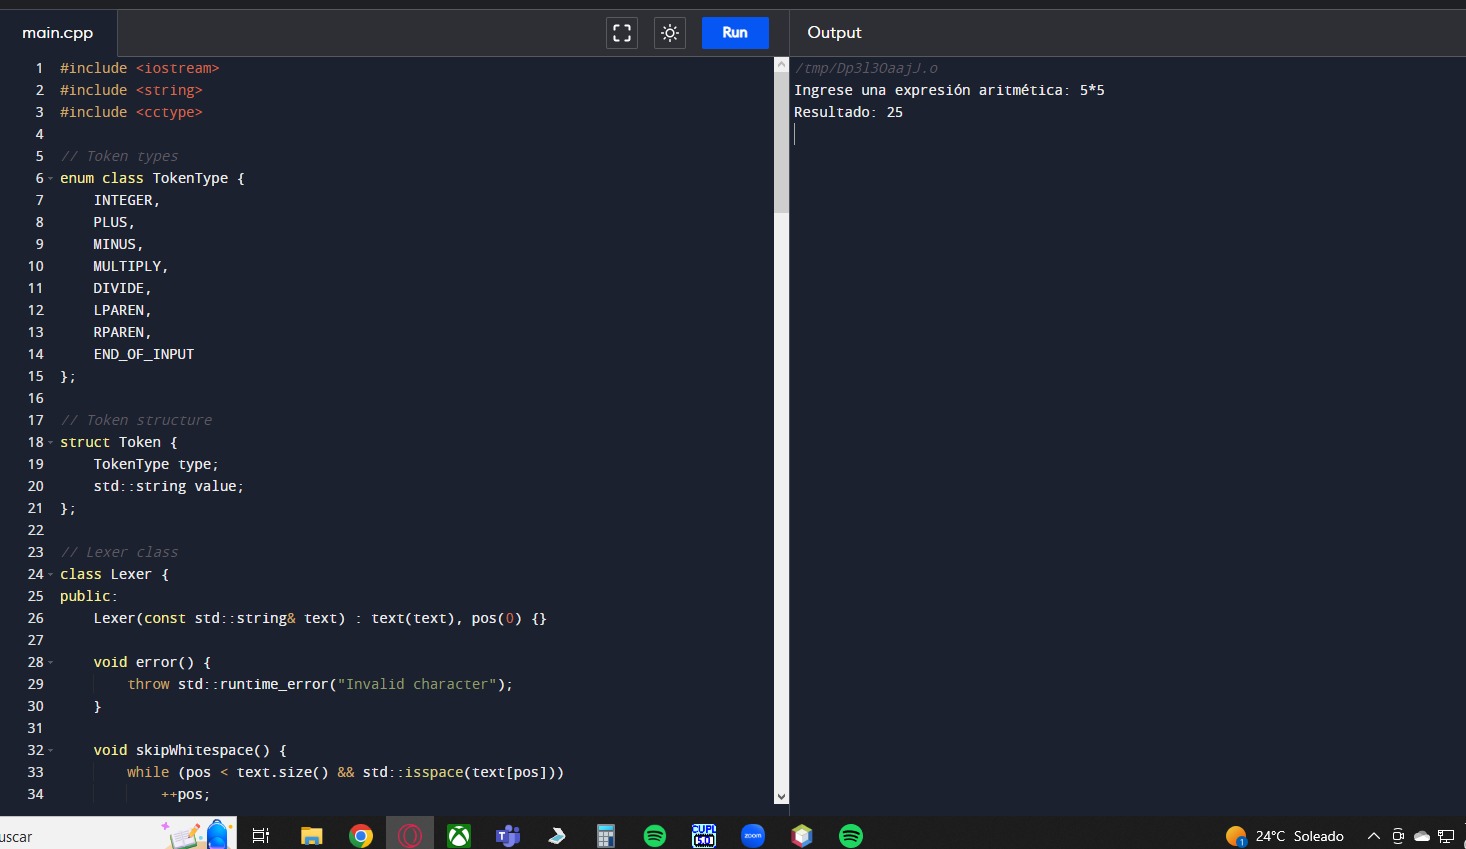 main.cpp
Run
Output
1 #include <iostream>
2 #include <string>
3 #include <cctype>
4
5 // Token types
6 enum class TokenType {
7 INTEGER,
8 PLUS,
9 MINUS,
10 MULTIPLY,
11 DIVIDE,
12 LPAREN,
13 RPAREN,
14 END_OF_INPUT
15 };
16
17 // Token structure
18 struct Token {
19 TokenType type;
20 std::string value;
21 };
22
23 // Lexer class
24 class Lexer {
25 public:
26 Lexer(const std::string& text) : text(text), pos(0) {}
27
28 void error() {
29 throw std::runtime_error("Invalid character");
30 }
31
32 void skipWhitespace() {
33 while (pos < text.size() && std::isspace(text[pos]))
34 ++pos;
/tmp/Dp3l3OaajJ.o
Ingrese una expresión aritmética: 5*5
Resultado: 25
uscar
zoom
1
24°C Soleado